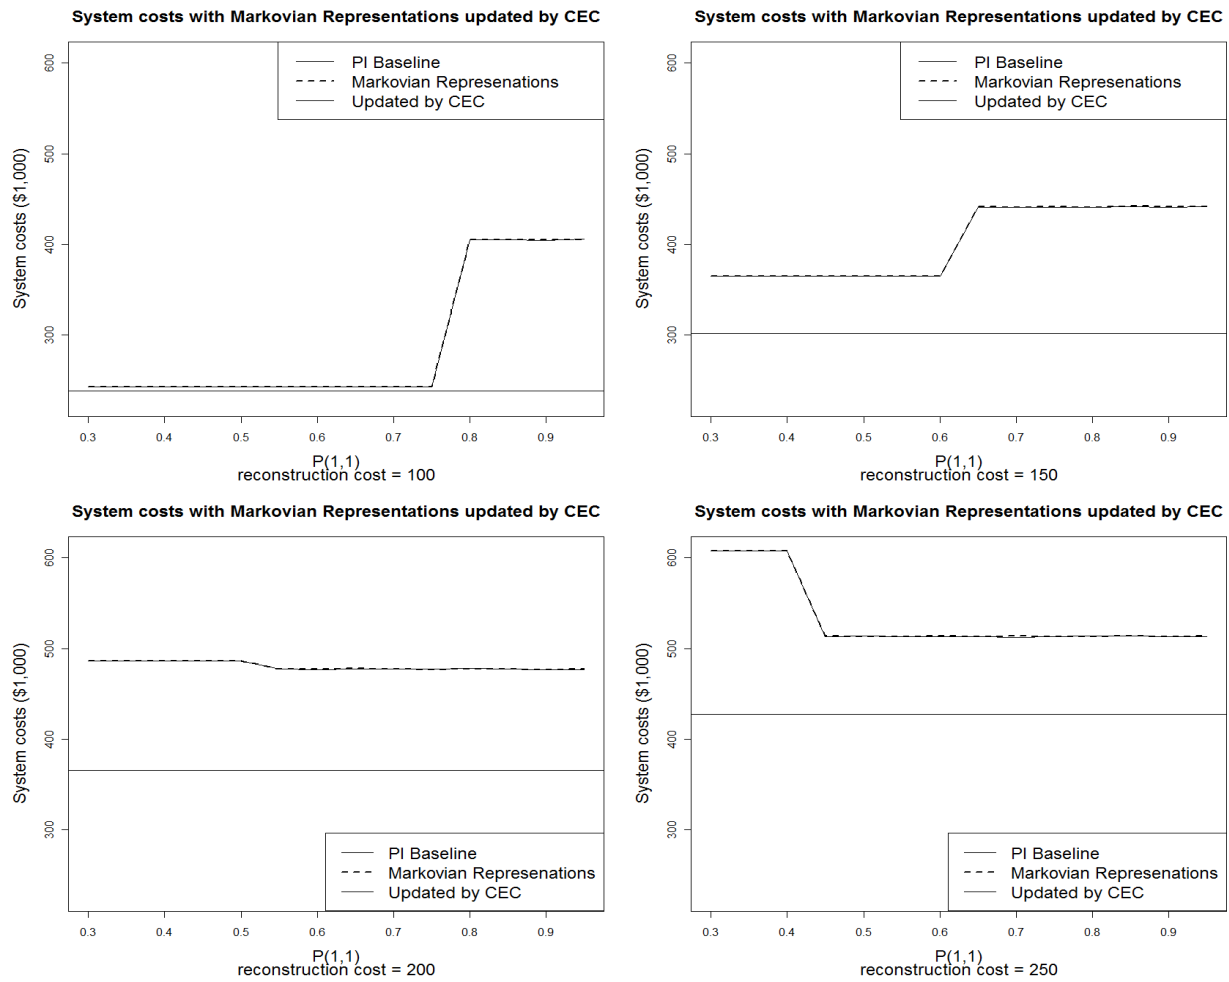 System costs with Markovian Representations updated by CEC
PI Baseline
Markovian Represenations
Updated by CEC
System costs ($1,000)
600
500
400
300
0.3 0.4 0.5 0.6 0.7 0.8 0.9
P(1,1)
reconstruction cost = 100
System costs with Markovian Representations updated by CEC
PI Baseline
Markovian Represenations
Updated by CEC
System costs ($1,000)
600
500
400
300
0.3 0.4 0.5 0.6 0.7 0.8 0.9
P(1,1)
reconstruction cost = 150
System costs with Markovian Representations updated by CEC
System costs ($1,000)
600
500
400
300
PI Baseline
Markovian Represenations
Updated by CEC
0.3 0.4 0.5 0.6 0.7 0.8 0.9
P(1,1)
reconstruction cost = 200
System costs with Markovian Representations updated by CEC
System costs ($1,000)
600
500
400
300
PI Baseline
Markovian Represenations
Updated by CEC
0.3 0.4 0.5 0.6 0.7 0.8 0.9
P(1,1)
reconstruction cost = 250